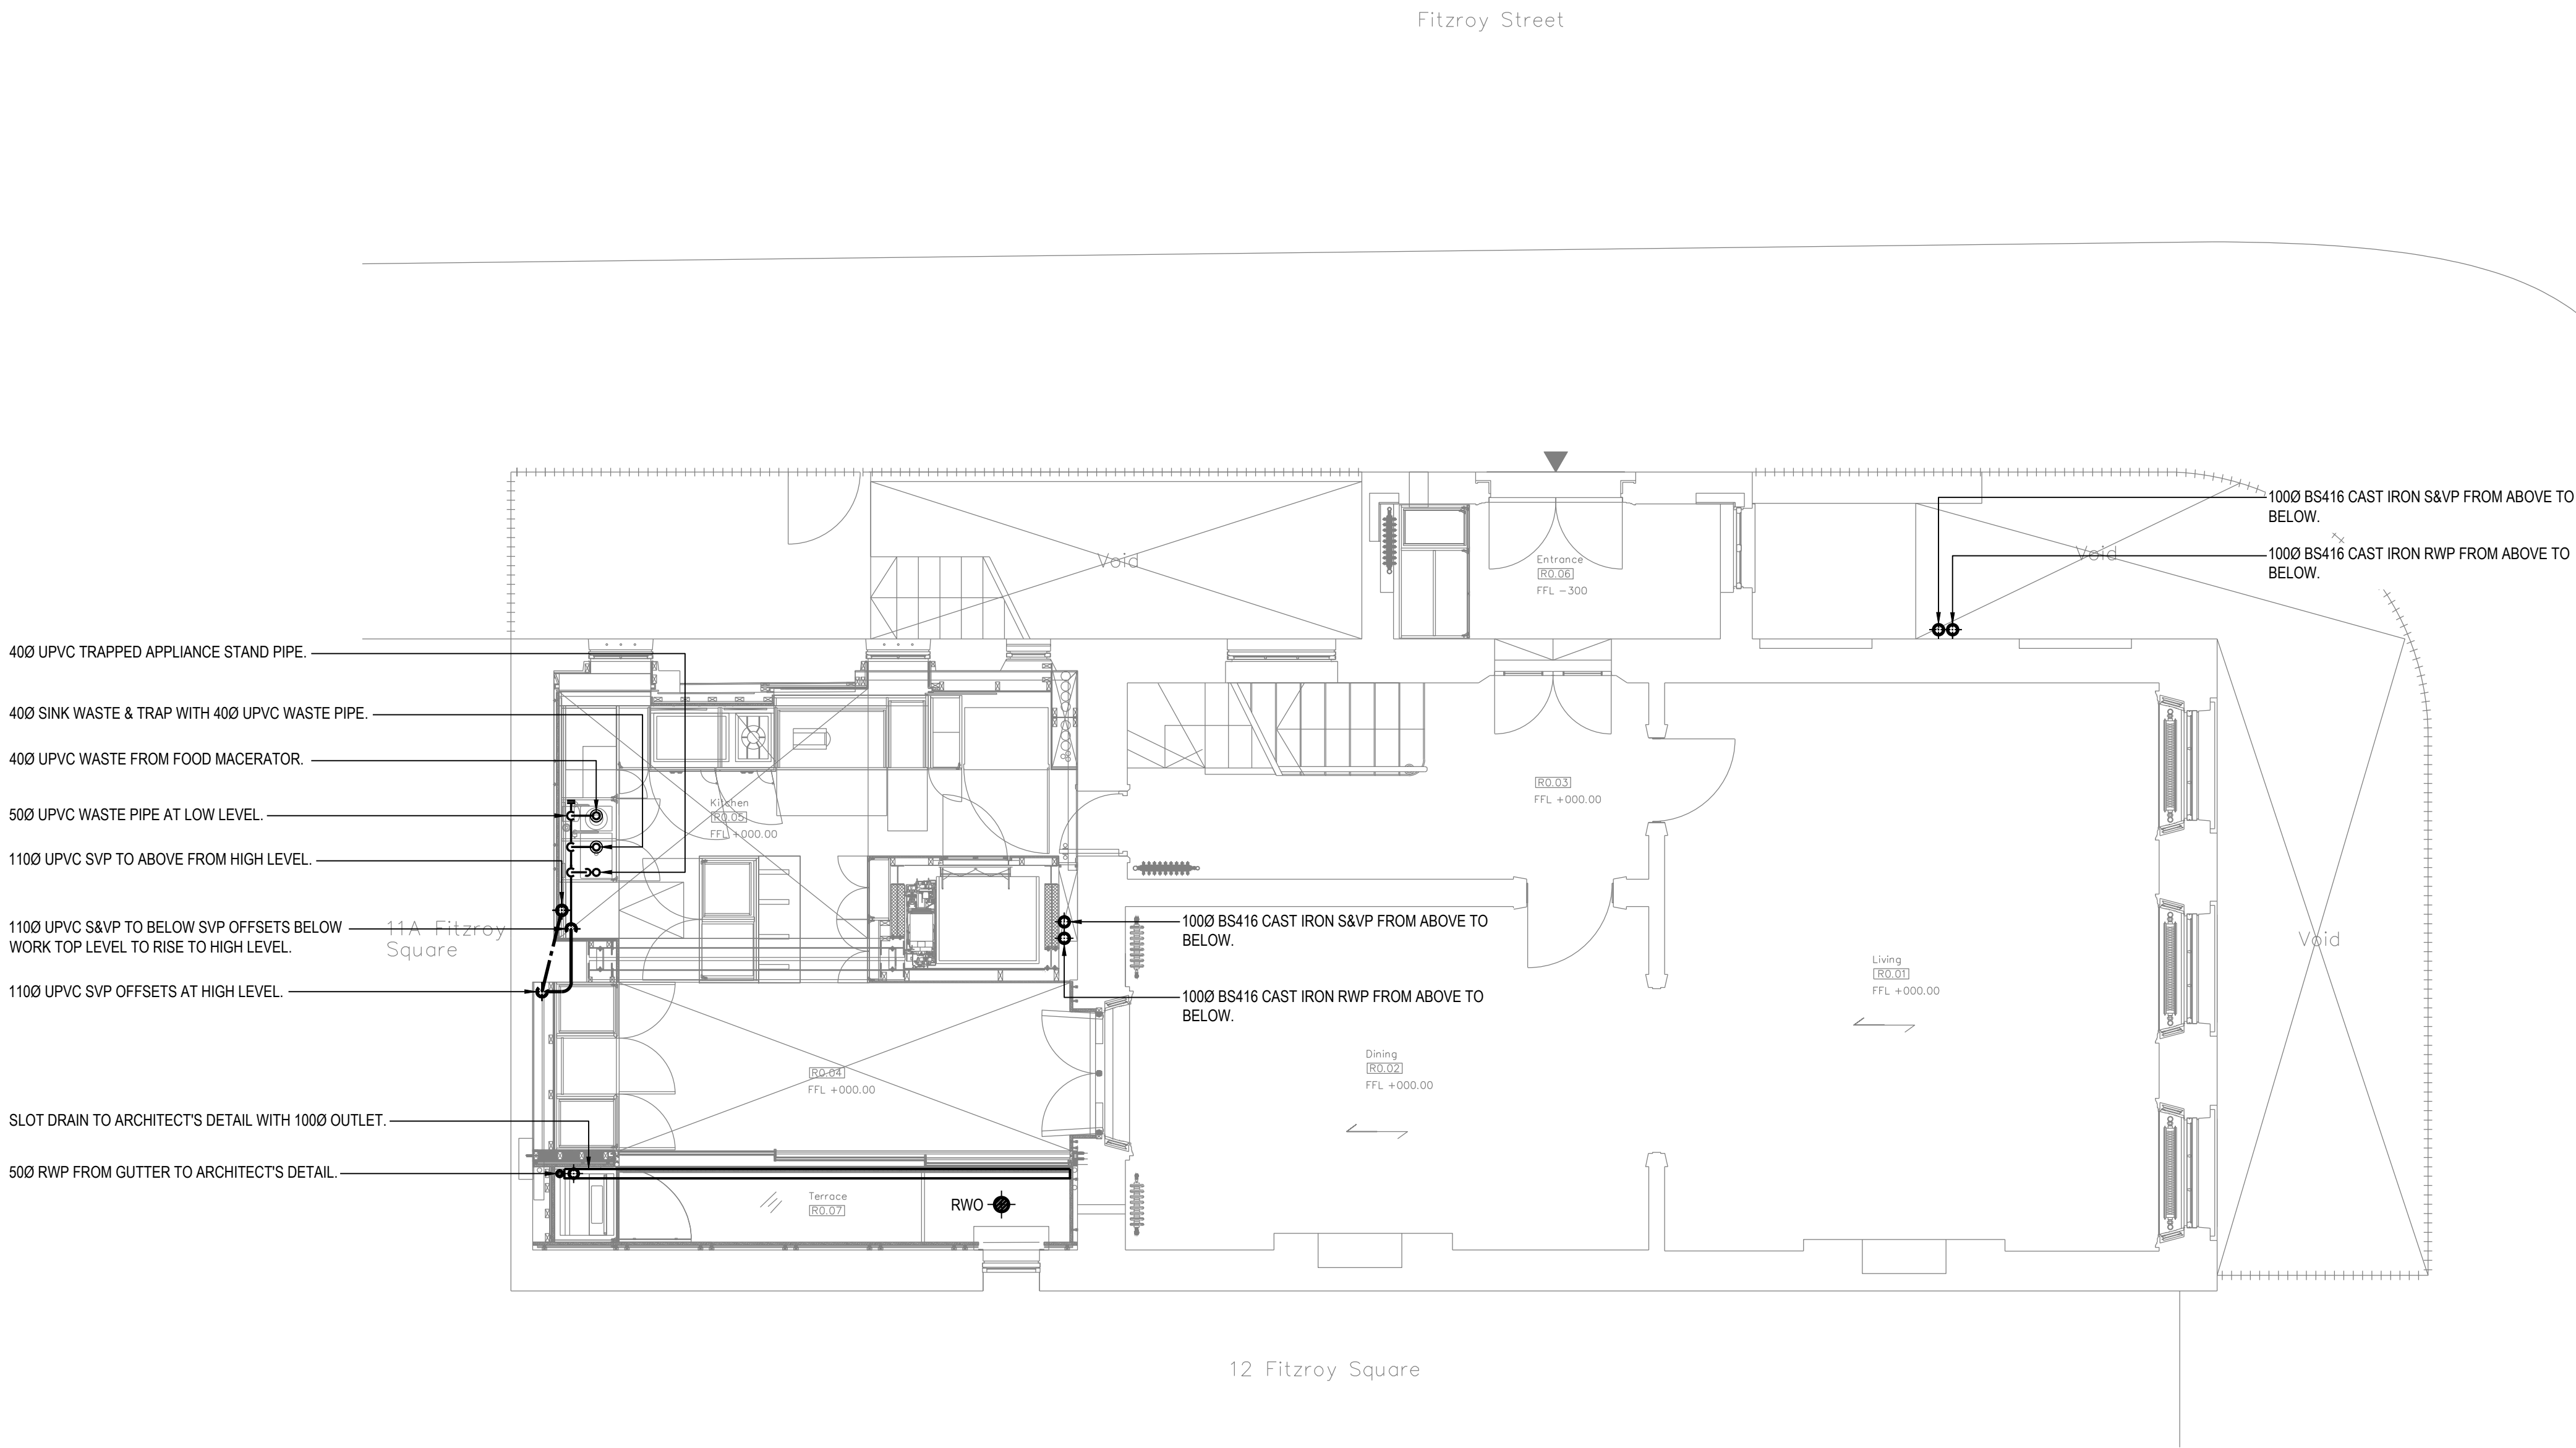 Fitzroy Street
100Ø BS416 CAST IRON S&VP FROM ABOVE TO
BELOW.
100Ø BS416 CAST IRON RWP FROM ABOVE TO
BELOW.
Void
Void
Entrance
R0.06
FFL -300
40Ø UPVC TRAPPED APPLIANCE STAND PIPE.
40Ø SINK WASTE & TRAP WITH 40Ø UPVC WASTE PIPE.
40Ø UPVC WASTE FROM FOOD MACERATOR.
50Ø UPVC WASTE PIPE AT LOW LEVEL.
110Ø UPVC SVP TO ABOVE FROM HIGH LEVEL.
110Ø UPVC S&VP TO BELOW SVP OFFSETS BELOW
WORK TOP LEVEL TO RISE TO HIGH LEVEL.
110Ø UPVC SVP OFFSETS AT HIGH LEVEL.
SLOT DRAIN TO ARCHITECT'S DETAIL WITH 100Ø OUTLET.
50Ø RWP FROM GUTTER TO ARCHITECT'S DETAIL.
11A Fitzroy
Square
Kitchen
R0.05
FFL +000.00
R0.03
FFL +000.00
100Ø BS416 CAST IRON S&VP FROM ABOVE TO
BELOW.
100Ø BS416 CAST IRON RWP FROM ABOVE TO
BELOW.
Living
R0.01
FFL +000.00
Void
Dining
R0.02
FFL +000.00
R0.04
FFL +000.00
Terrace
R0.07
RWO
12 Fitzroy Square